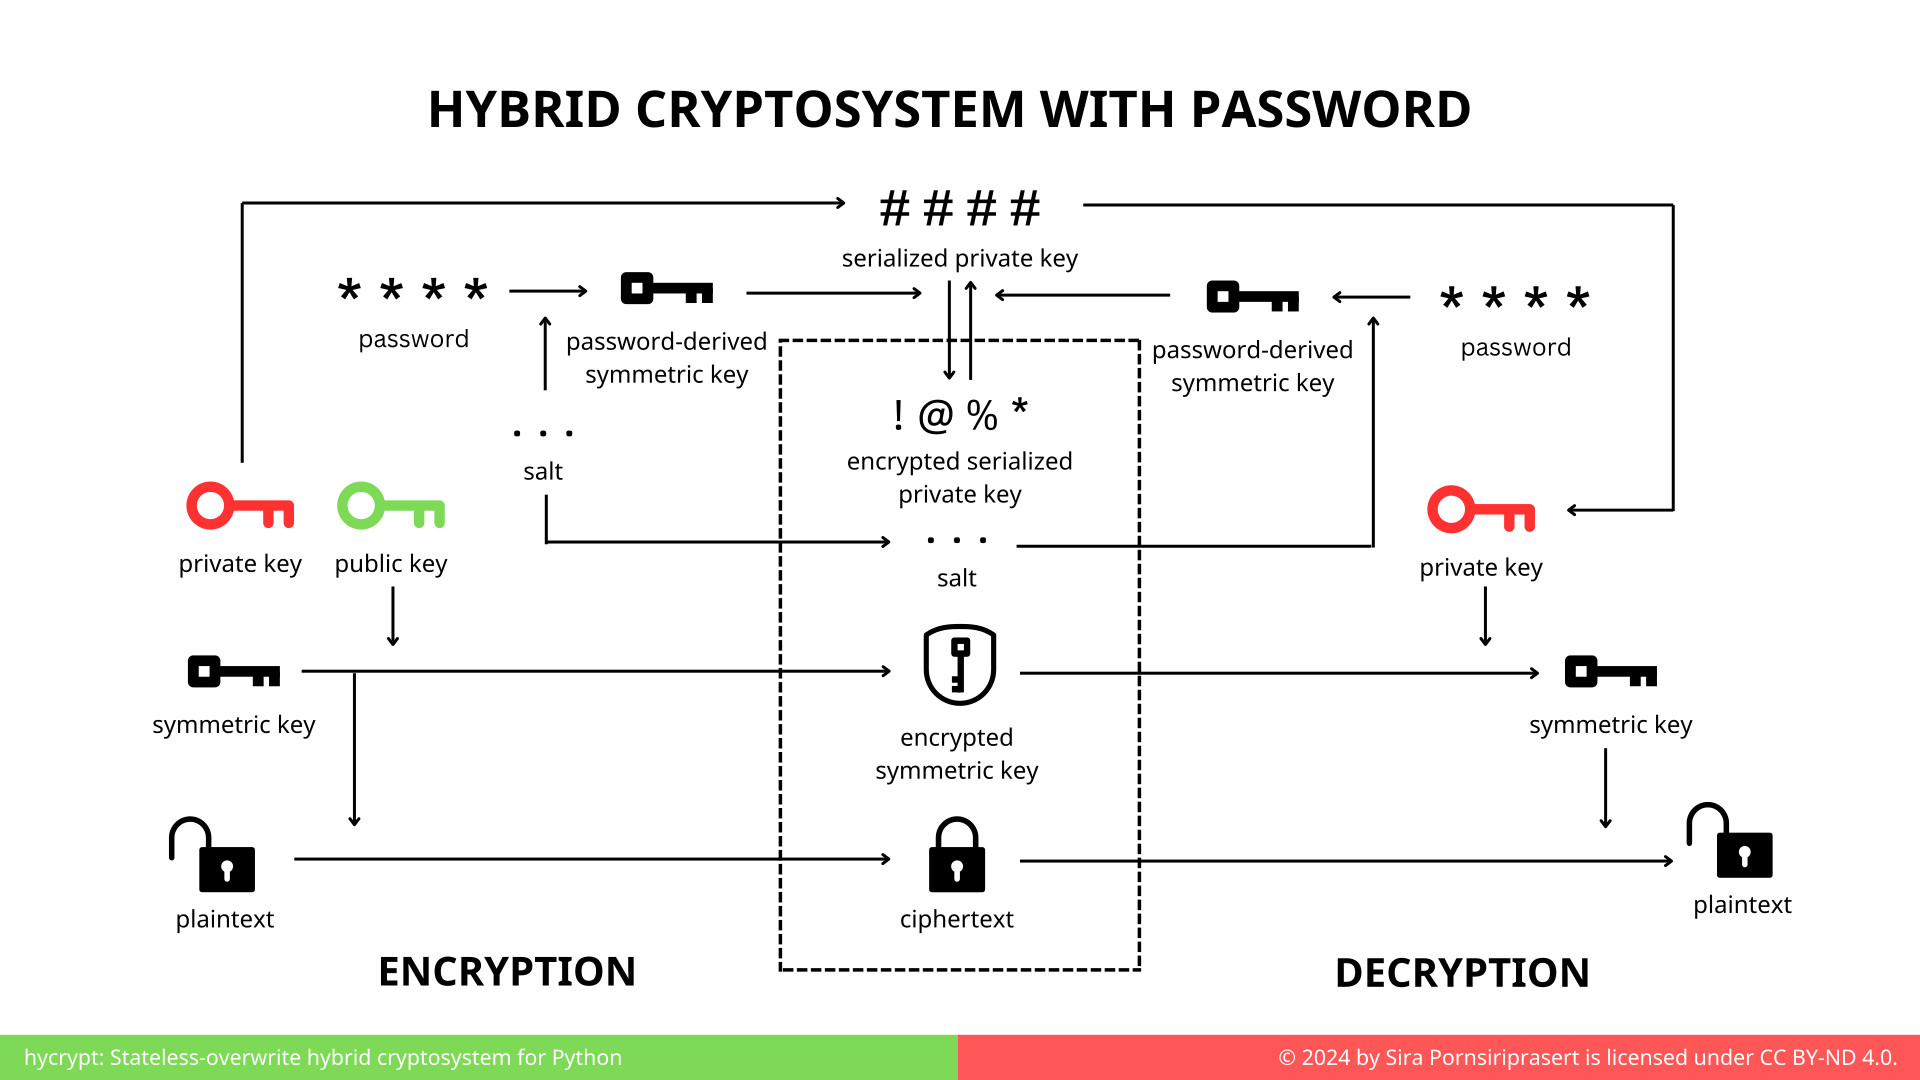 HYBRID CRYPTOSYSTEM WITH PASSWORD
# # # #
serialized private key
* * * *
password
password-derived
symmetric key
. . .
salt
private key
public key
symmetric key
plaintext
ENCRYPTION
! @ % *
encrypted serialized
private key
. . .
salt
encrypted
symmetric key
ciphertext
password-derived
symmetric key
* * * *
password
private key
symmetric key
plaintext
DECRYPTION
hycrypt: Stateless-overwrite hybrid cryptosystem for Python
© 2024 by Sira Pornsiriprasert is licensed under CC BY-ND 4.0.